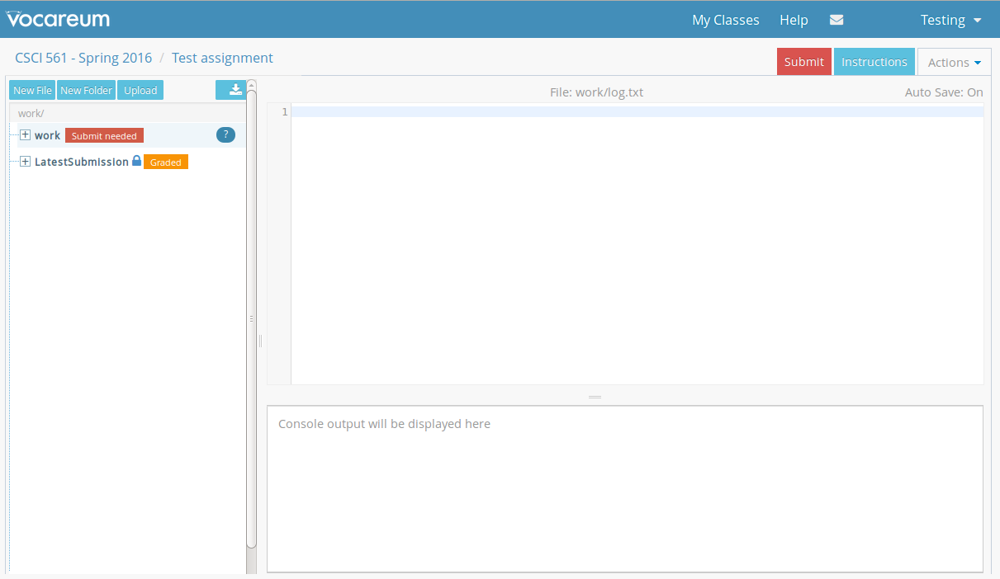 Vocareum My Classes Help Testing
CSCI 561 - Spring 2016 / Test assignment Submit Instructions Actions
New File New Folder Upload File: work/log.txt Auto Save: On
work/ 1
work Submit needed ?
LatestSubmission Graded
Console output will be displayed here